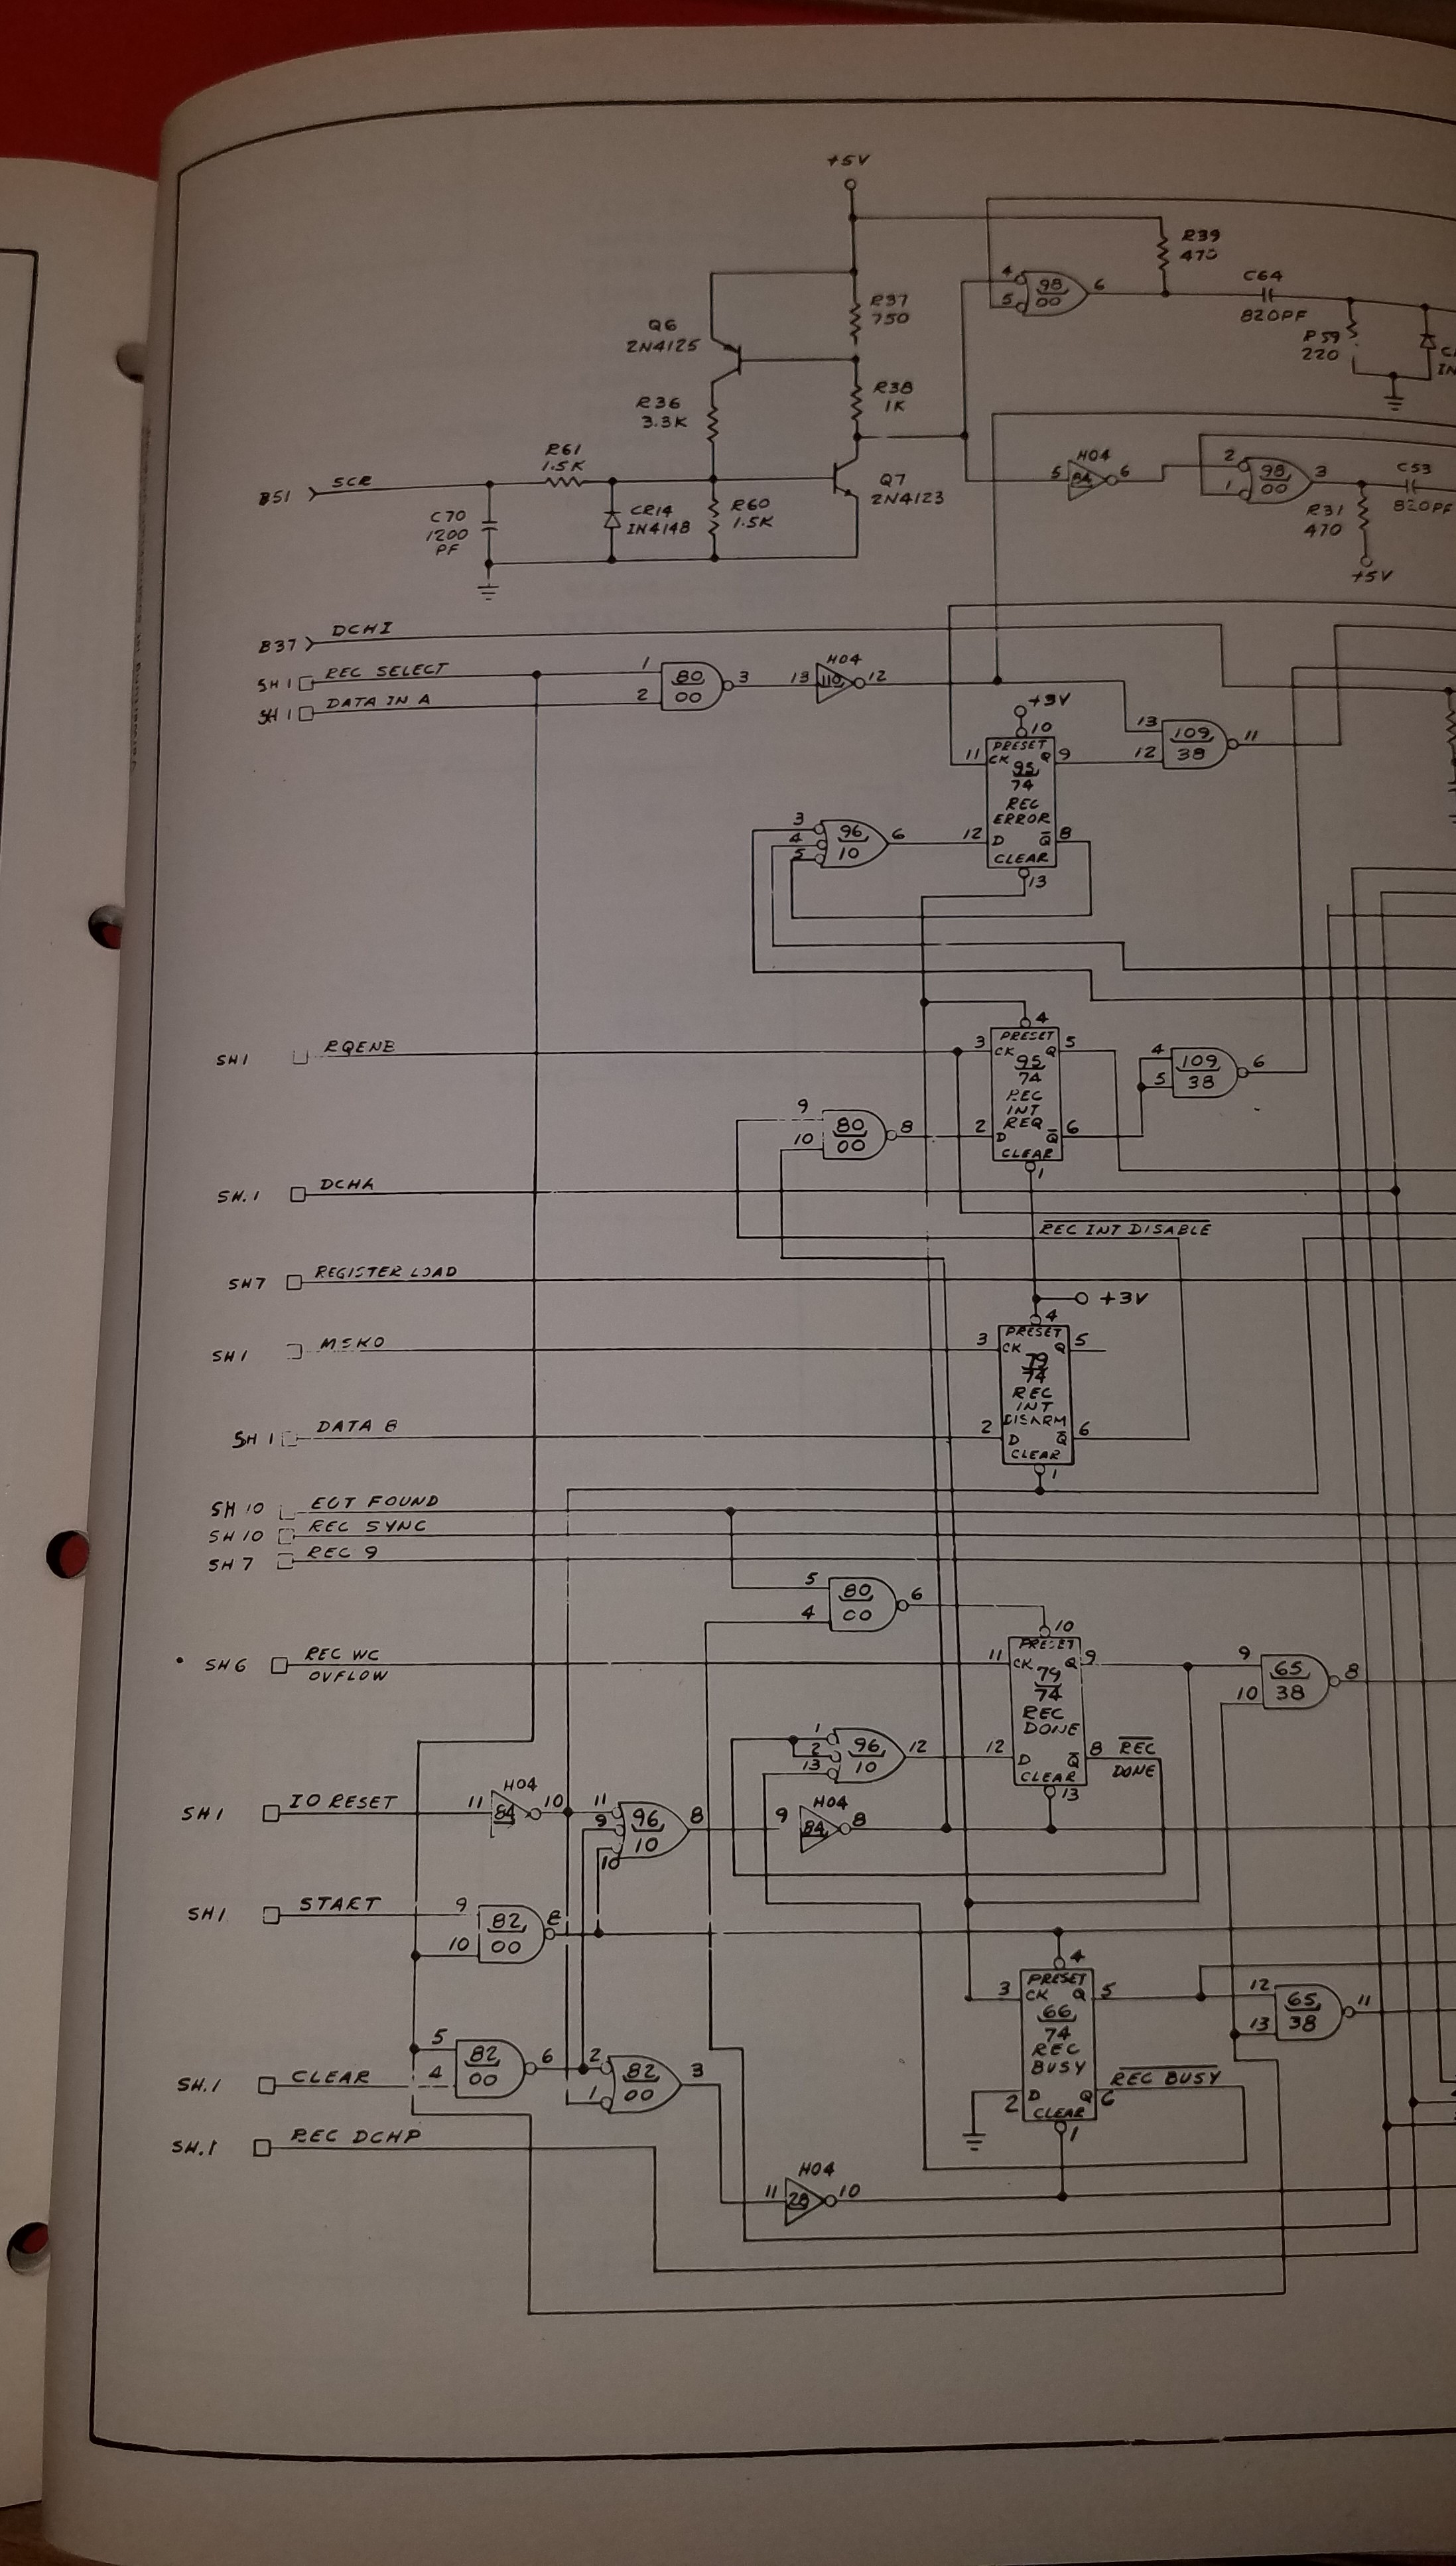 +5V
R39
470
4
5
98
00
6
C64
820PF
R37
750
Q6
2N4125
R59
220
R38
1K
R36
3.3K
R61
1.5K
H04
5
84
6
2
1
98
00
3
C53
820PF
B51
SCR
Q7
2N4123
C70
1200
PF
CR14
IN4148
R60
1.5K
R31
470
+5V
B37
DCHI
SH1
REC SELECT
1
80
00
3
13
H04
110
12
SH1
DATA IN A
2
+3V
10
PRESET
11
CK
Q
9
95
74
REC
ERROR
13
12
109
38
11
3
4
5
96
10
6
12
D
Q
8
CLEAR
13
4
PRESET
SH1
RQENB
3
CK
Q
5
95
74
REC
INT
REQ
4
5
109
38
6
9
10
80
00
8
2
D
Q
6
CLEAR
1
SH.1
DCHA
REC INT DISABLE
SH7
REGISTER LOAD
+3V
4
PRESET
SH1
MSKO
3
CK
Q
5
79
74
REC
INT
DISARM
SH1
DATA 8
2
D
Q
6
CLEAR
1
SH10
EOT FOUND
SH10
REC SYNC
SH7
REC 9
5
4
80
00
6
10
PRESET
SH6
REC WC
OVFLOW
11
CK
Q
9
79
74
REC
DONE
9
10
65
38
8
1
2
13
96
10
12
12
D
Q
8
REC
DONE
CLEAR
13
SH1
IO RESET
11
H04
84
10
11
9
10
96
10
8
9
H04
84
8
SH1
START
9
10
82
00
8
4
PRESET
3
CK
Q
5
66
74
REC
BUSY
12
13
65
38
11
5
4
82
00
6
2
1
82
00
3
SH.1
CLEAR
2
D
Q
6
REC BUSY
CLEAR
1
SH.1
REC DCHP
H04
11
28
10